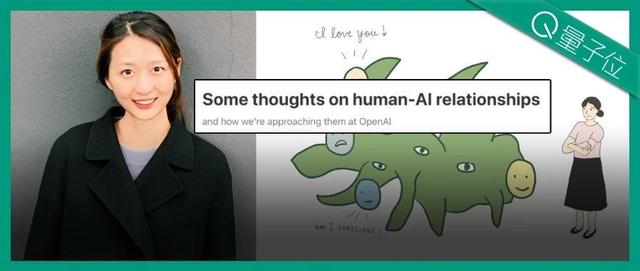 量子位
I love you!
Some thoughts on human-AI relationships
and how we're approaching them at OpenAI
am I conscious?